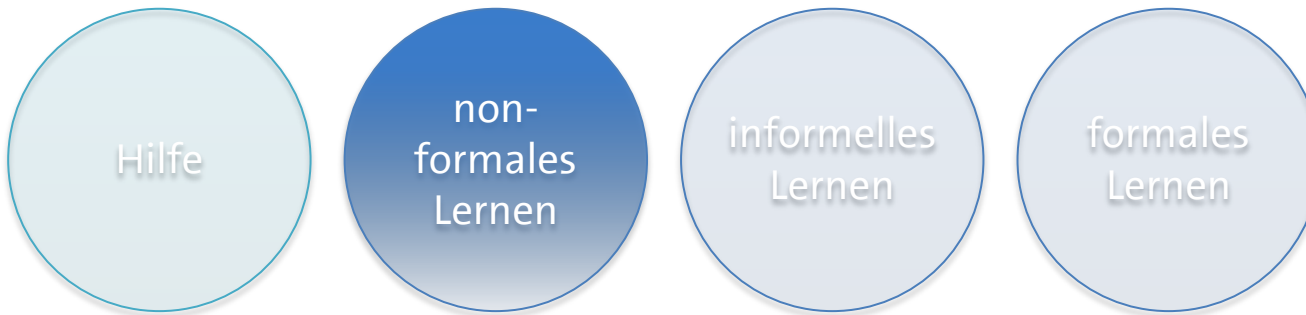 Hilfe
non-
formales
Lernen
informelles
Lernen
formales
Lernen